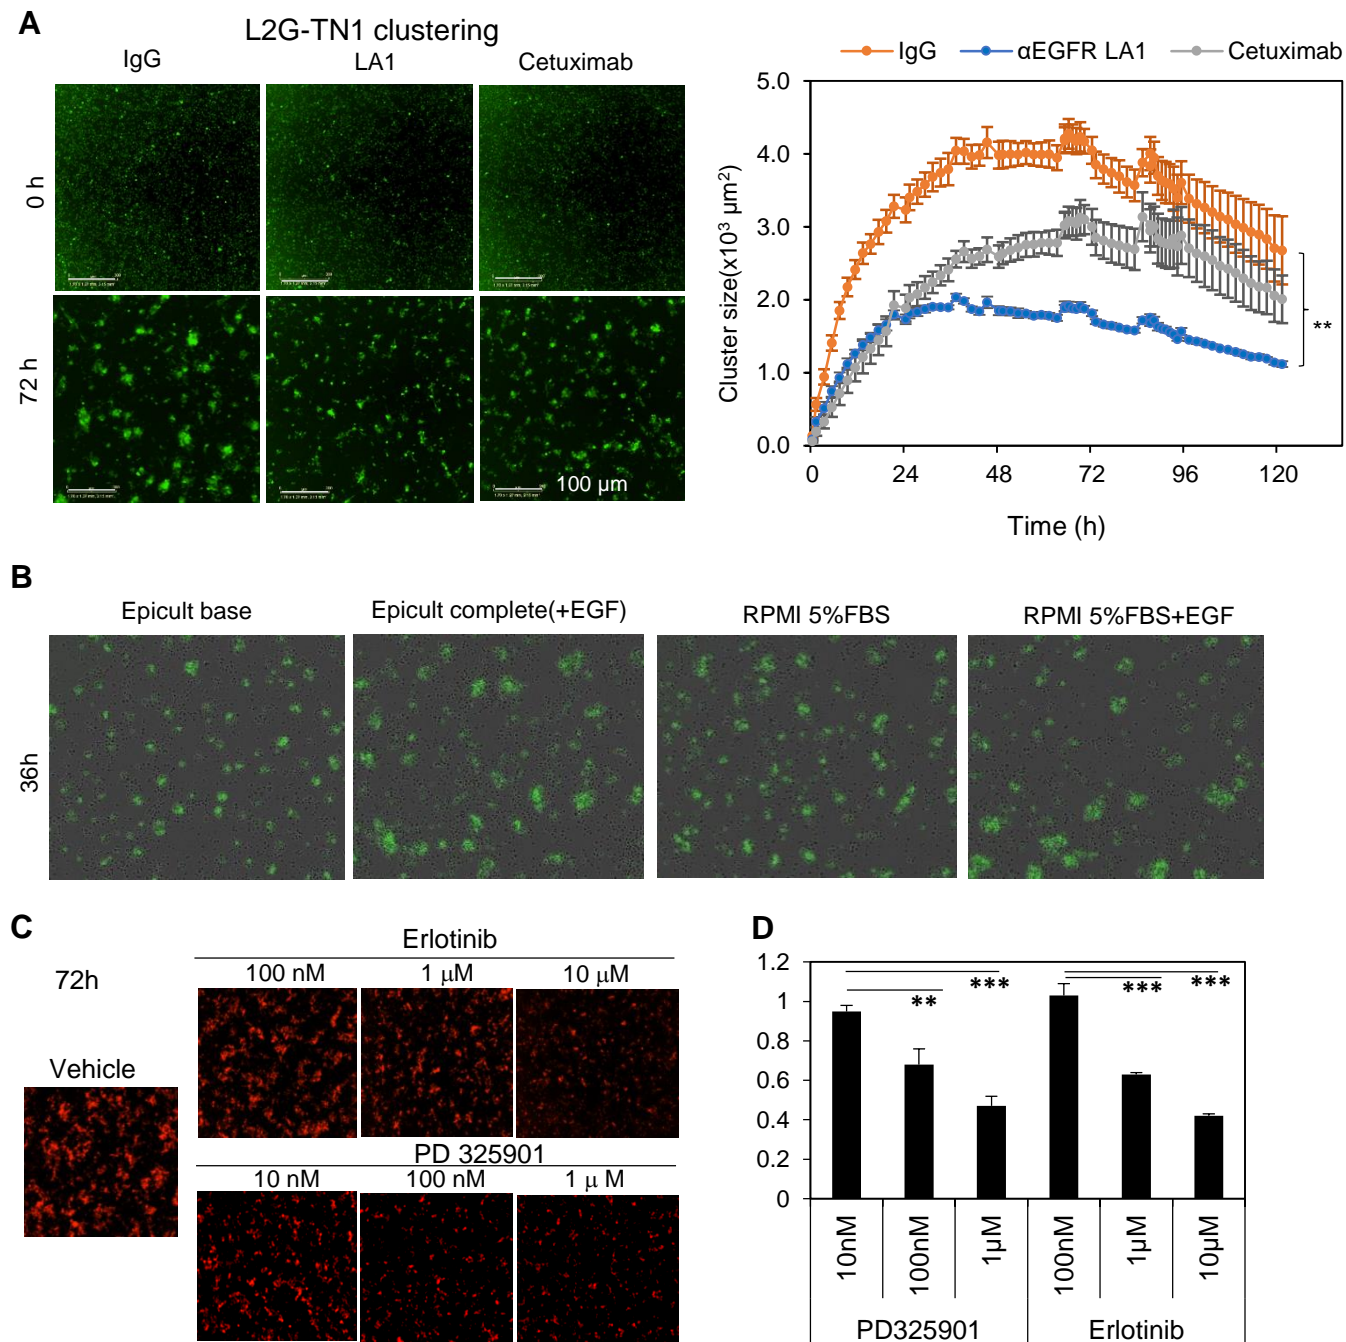 A
L2G-TN1 clustering
IgG
LA1
Cetuximab
0 h
72 h
100 µm
IgG
αEGFR LA1
Cetuximab
Cluster size(x10³ µm²)
5.0
4.0
3.0
2.0
1.0
0.0
0
24
48
72
96
120
Time (h)
**
B
Epicult base
Epicult complete(+EGF)
RPMI 5%FBS
RPMI 5%FBS+EGF
36h
C
72h
Vehicle
Erlotinib
100 nM
1 µM
10 µM
PD 325901
10 nM
100 nM
1 µ M
D
1.2
1
0.8
0.6
0.4
0.2
0
**
***
***
***
10nM
100nM
1µM
100nM
1µM
10µM
PD325901
Erlotinib